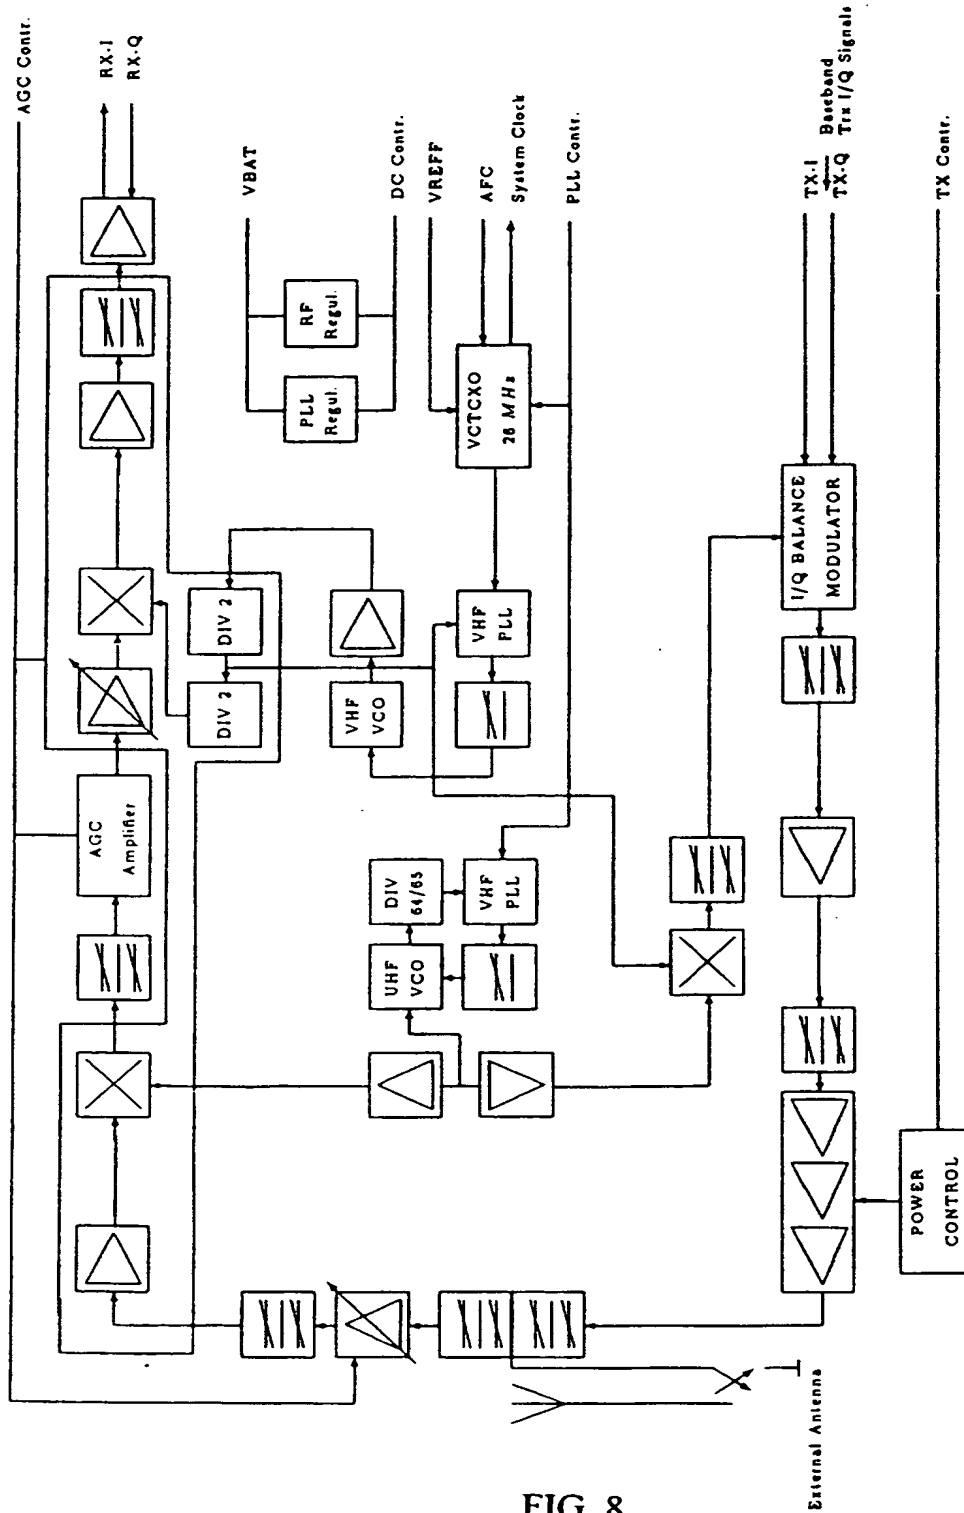 AGC Contr.
RX-I
RX-Q
VBAT
DC Contr.
VREFF
AFC
System Clock
PLL Contr.
TX-I
TX-Q
Baseband
Trx I/Q Signals
TX Contr.
RF
Regul.
PLL
Regul.
VCTCXO
26 MHz
I/Q BALANCE
MODULATOR
DIV 2
DIV 2
VHF
VCO
VHF
PLL
AGC
Amplifier
DIV
64/65
VHF
PLL
UHF
VCO
POWER
CONTROL
External Antenna
FIG. 8